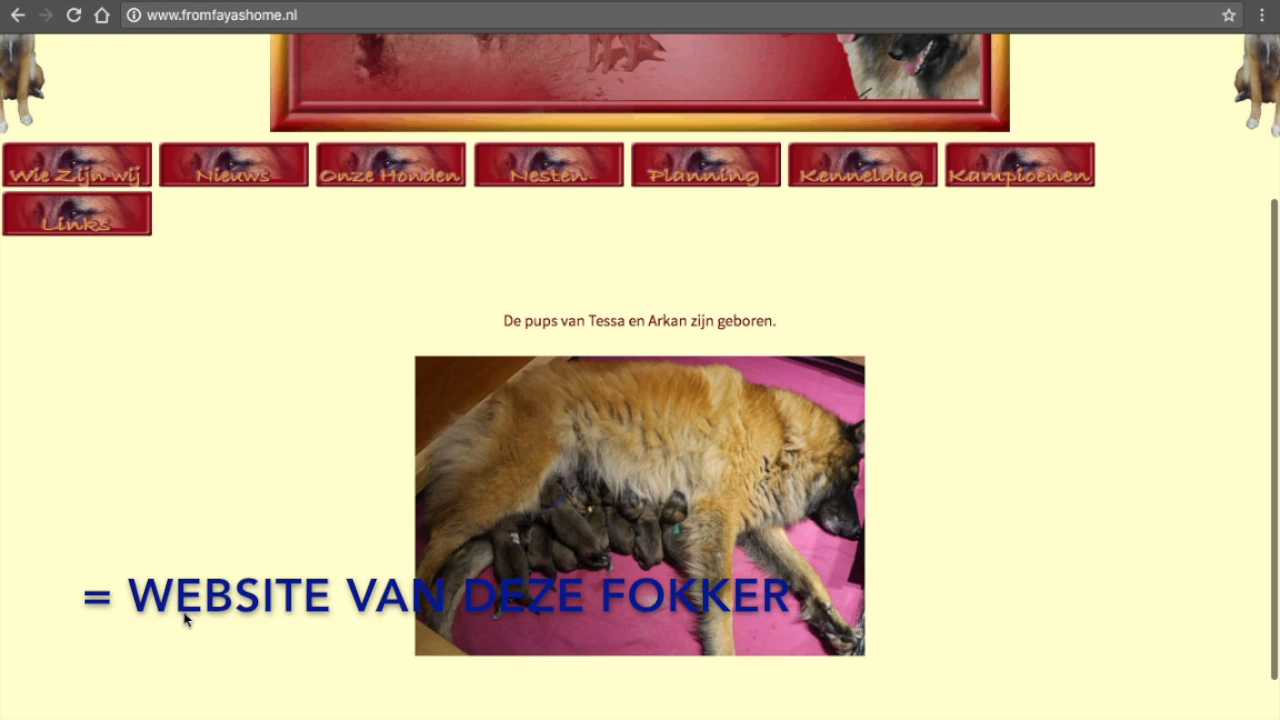 www.fromfayashome.nl
Wie Zijn wij
Nieuws
Onze Honden
Nesten
Planning
Kenneldag
Kampioenen
Links
De pups van Tessa en Arkan zijn geboren.
= WEBSITE VAN DEZE FOKKER